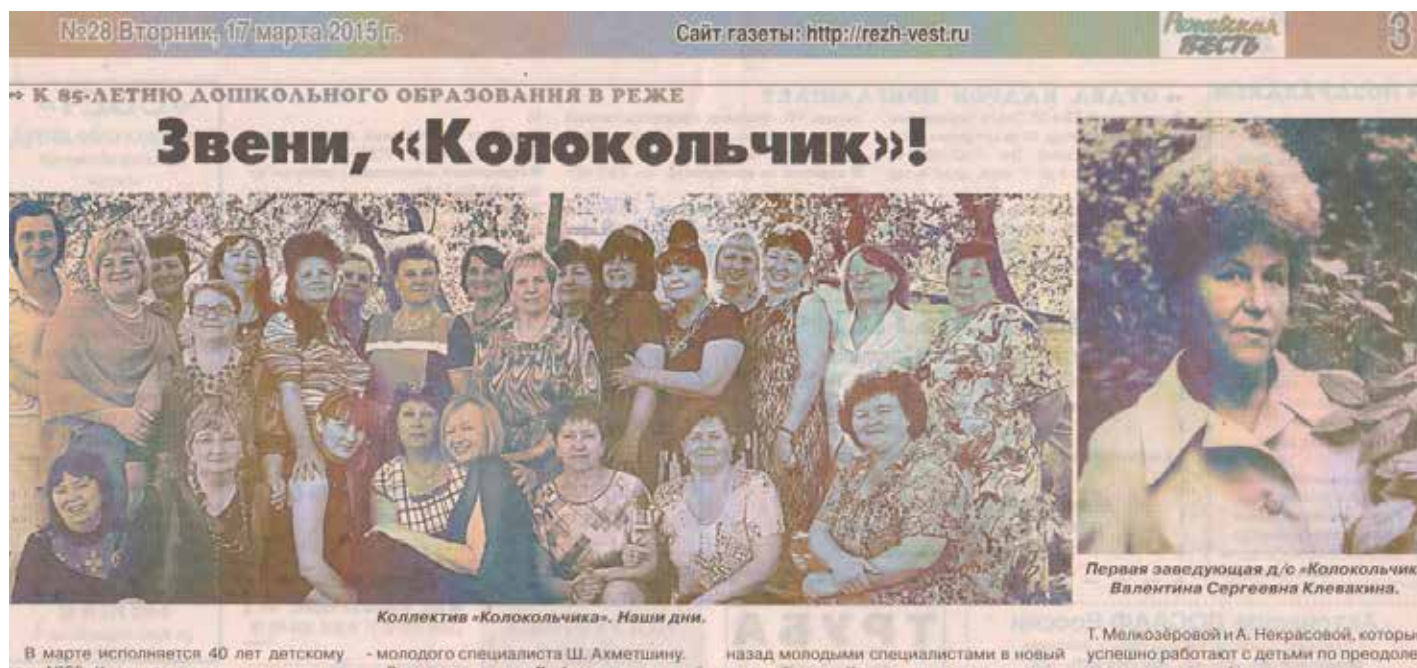 №28 Вторник, 17 марта 2015 г.
Сайт газеты: http://rezh-vest.ru
Режевская ВЕСТЬ
3
К 85-ЛЕТИЮ ДОШКОЛЬНОГО ОБРАЗОВАНИЯ В РЕЖЕ
Звени, «Колокольчик»!
Коллектив «Колокольчика». Наши дни.
Первая заведующая д/с «Колокольчик
Валентина Сергеевна Клевакина.
В марте исполняется 40 лет детскому
- молодого специалиста Ш. Ахметшину.
назад молодыми специалистами в новый
Т. Мелкозёровой и А. Некрасовой, которы
успешно работают с детьми по преодоле